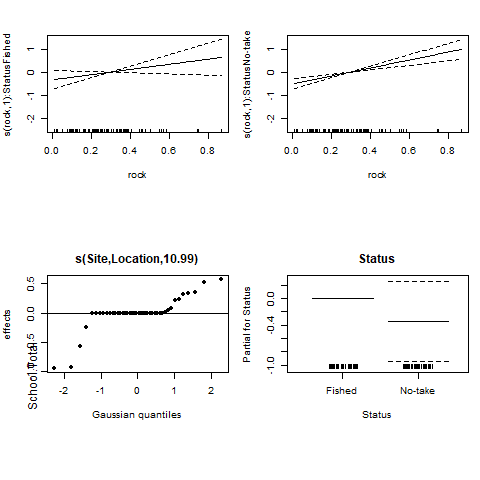 s(rock,1):StatusFished
1
0
-1
-2
0.0 0.2 0.4 0.6 0.8
rock
s(rock,1):StatusNo-take
1
0
-1
-2
0.0 0.2 0.4 0.6 0.8
rock
s(Site,Location,10.99)
effects
School.Total
0.5
0.0
-0.5
-1.0
-2 -1 0 1 2
Gaussian quantiles
Status
Partial for Status
0.0
-0.4
-1.0
Fished No-take
Status